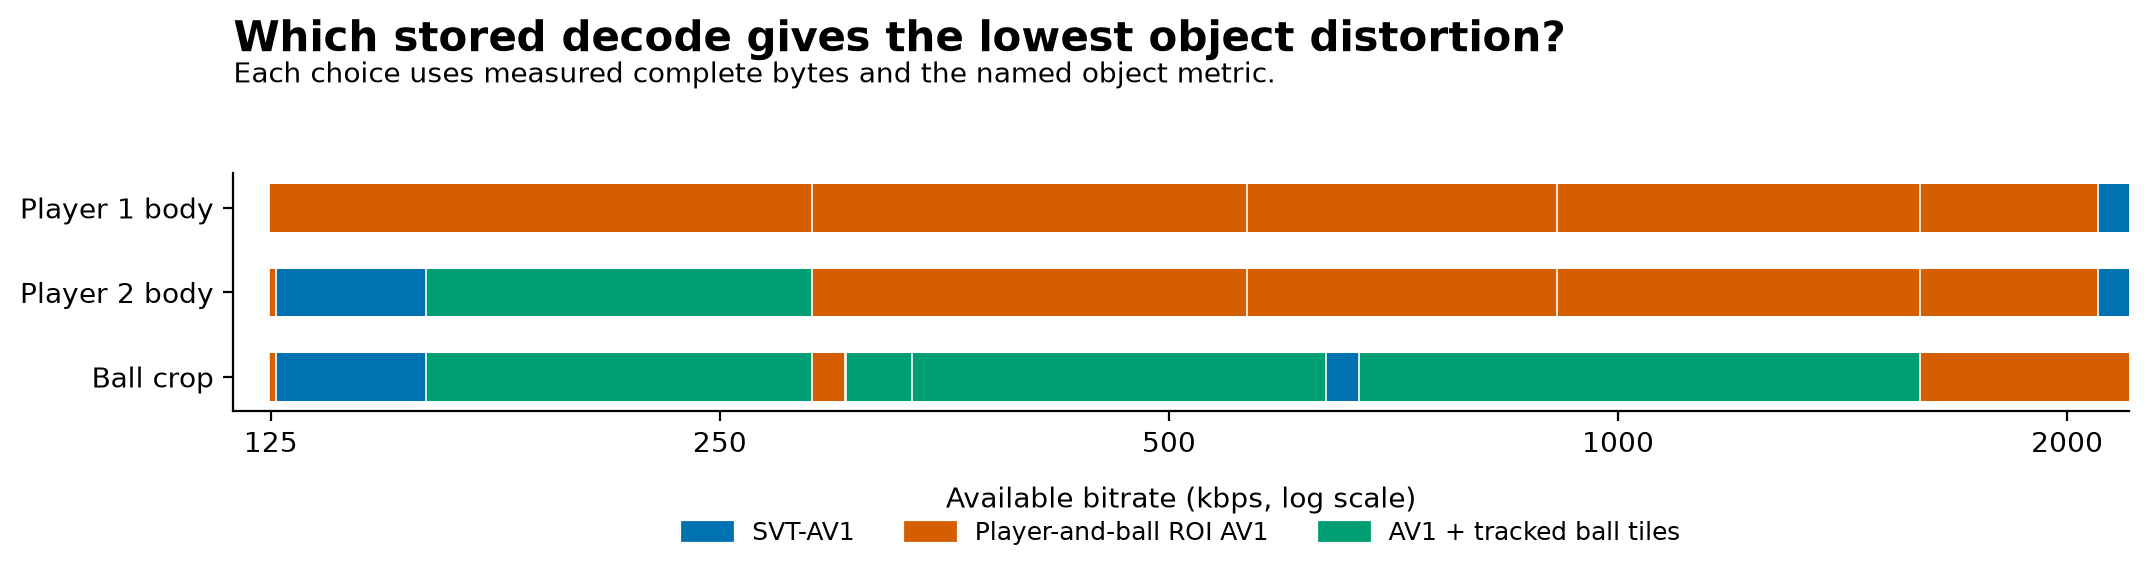 Which stored decode gives the lowest object distortion?
Each choice uses measured complete bytes and the named object metric.
Player 1 body
Player 2 body
Ball crop
125 250 500 1000 2000
Available bitrate (kbps, log scale)
SVT-AV1 Player-and-ball ROI AV1 AV1 + tracked ball tiles